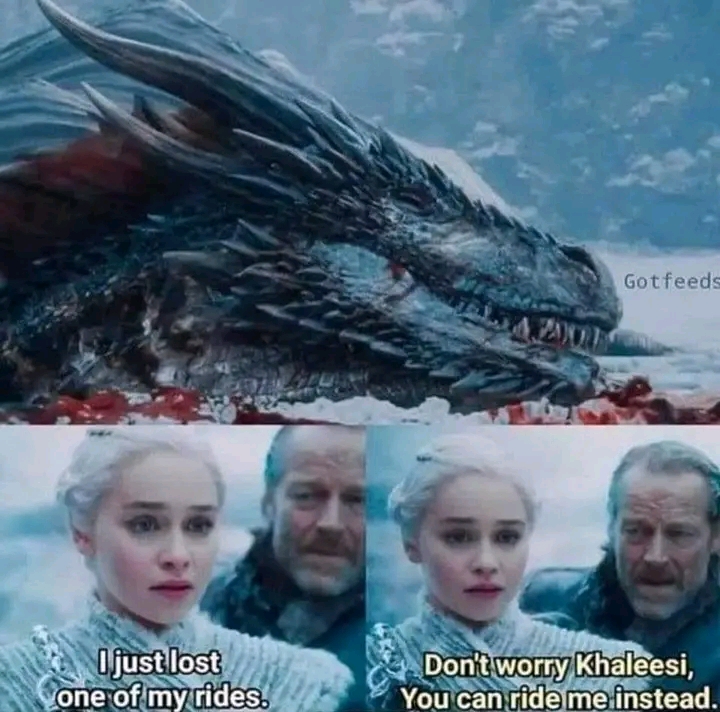 Gotfeeds
I just lost
one of my rides.
Don't worry Khaleesi,
You can ride me instead.